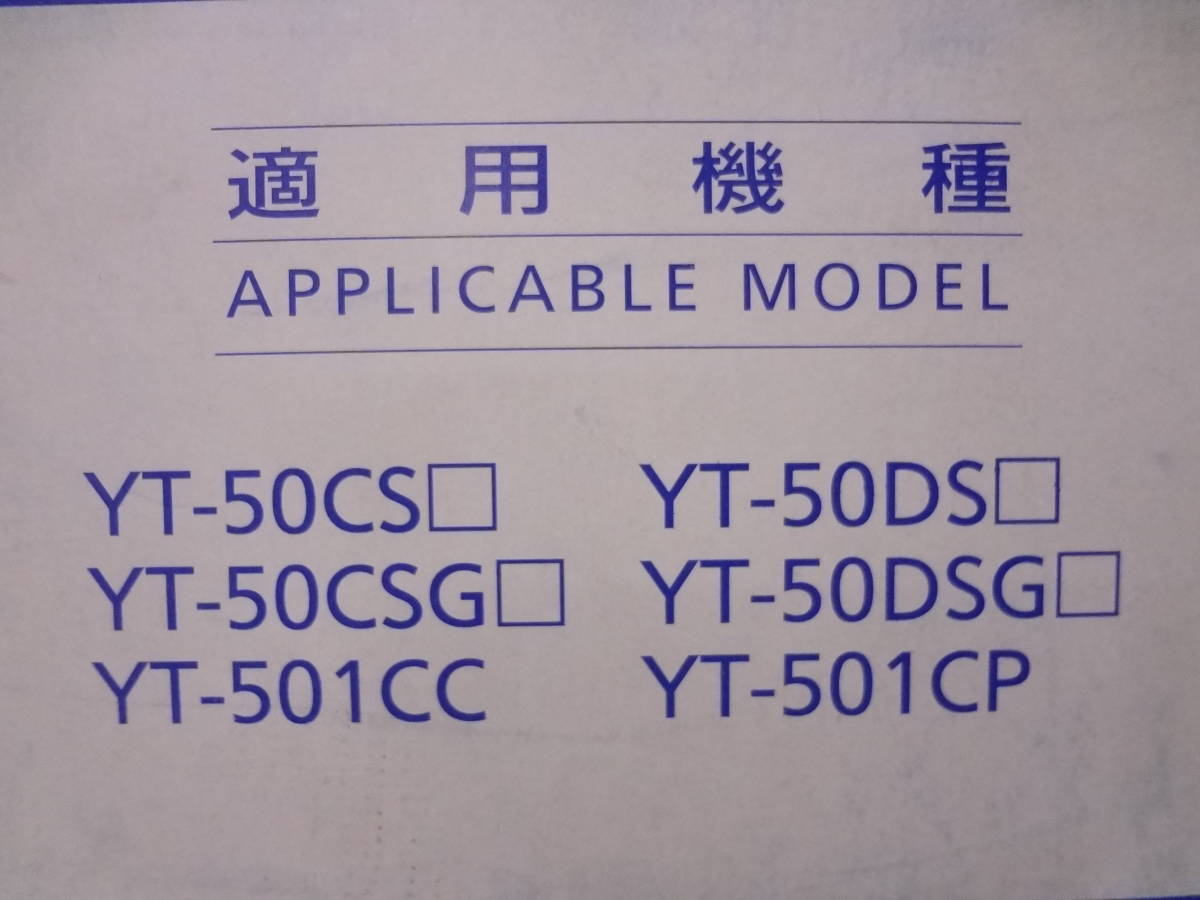 適用機種
APPLICABLE MODEL
YT-50CS□ YT-50DS□
YT-50CSG□ YT-50DSG□
YT-501CC YT-501CP